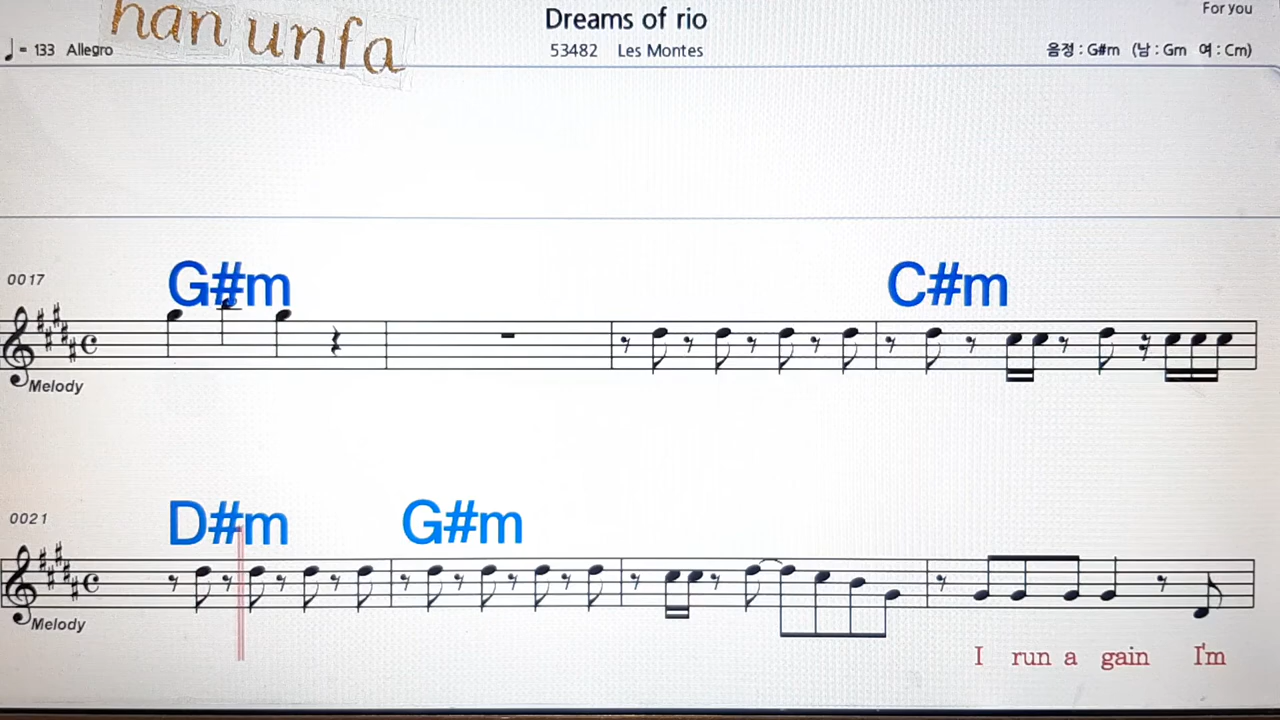 han unfa
Dreams of rio
For you
♩= 133 Allegro
53482 Les Montes
음정 : G#m (남 : Gm 여 : Cm)
G#m C#m
0017
Melody
D#m G#m
0021
Melody
I run a gain I'm